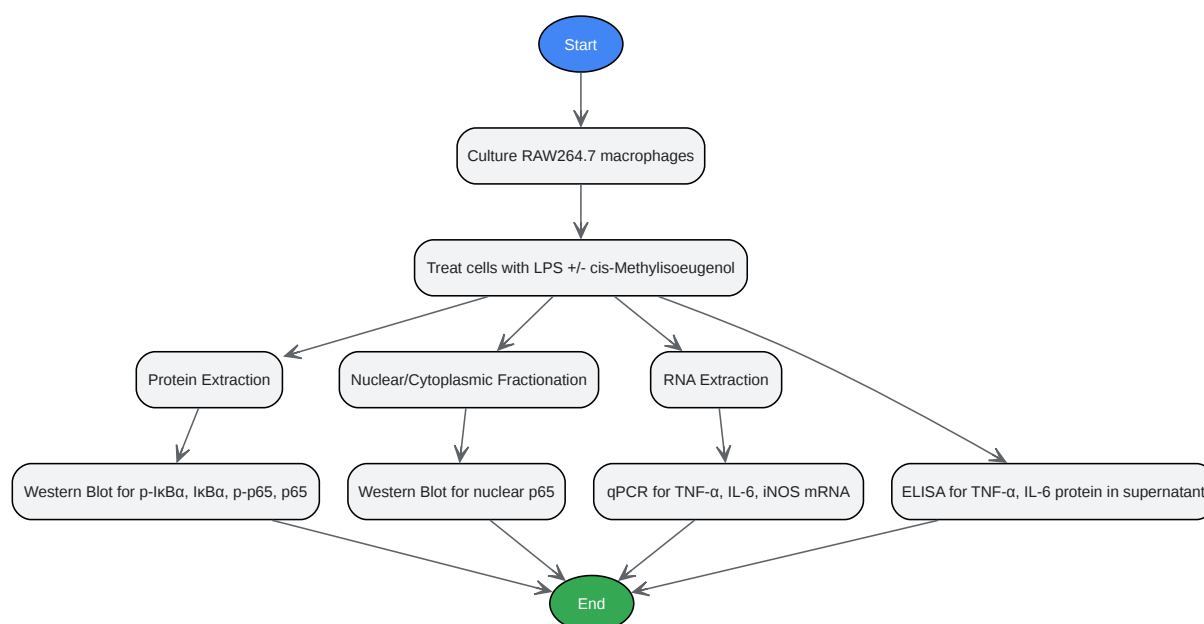 Start
Culture RAW264.7 macrophages
Treat cells with LPS +/- cis-Methylisoeugenol
Protein Extraction
Nuclear/Cytoplasmic Fractionation
RNA Extraction
Western Blot for p-IκBα, IκBα, p-p65, p65
Western Blot for nuclear p65
qPCR for TNF-α, IL-6, iNOS mRNA
ELISA for TNF-α, IL-6 protein in supernatant
End